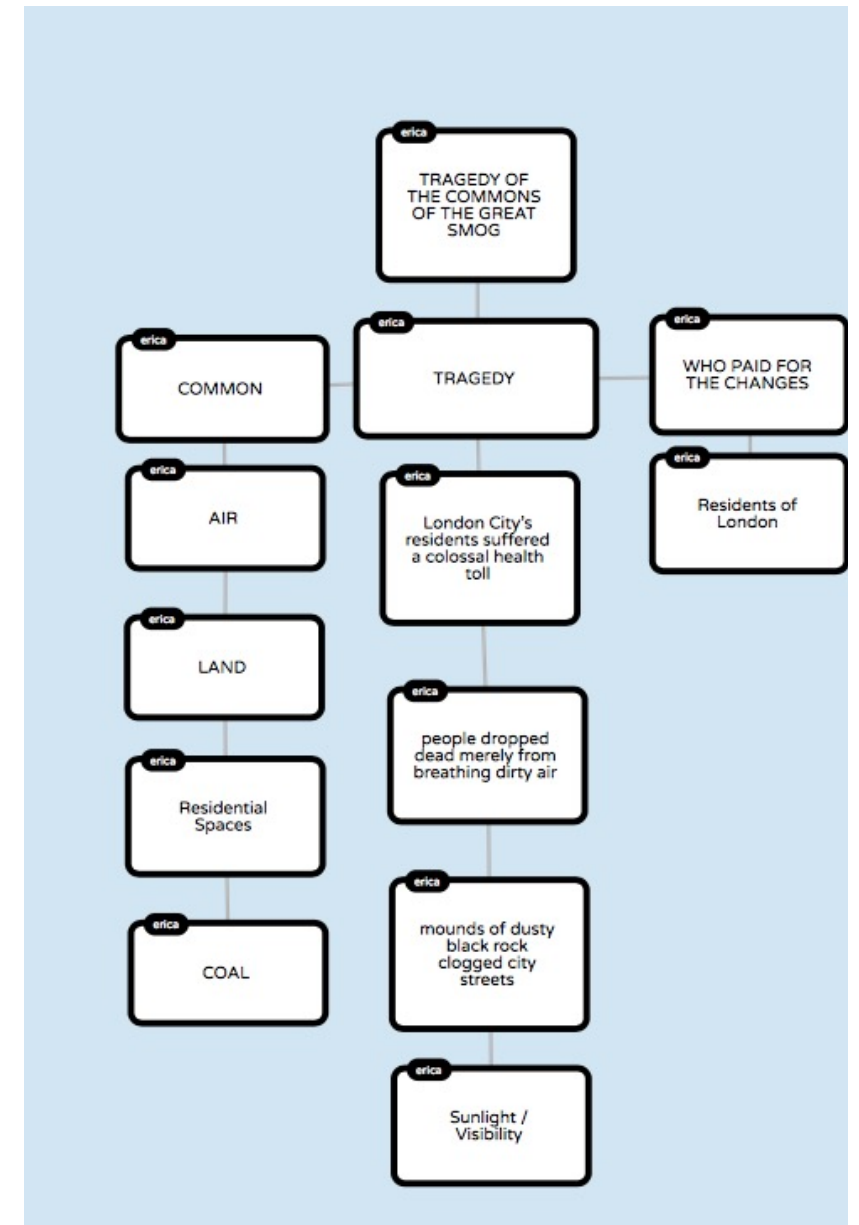 erica
TRAGEDY OF
THE COMMONS
OF THE GREAT
SMOG
erica
COMMON
erica
AIR
erica
LAND
erica
Residential
Spaces
erica
COAL
erica
TRAGEDY
erica
London City's
residents suffered
a colossal health
toll
erica
people dropped
dead merely from
breathing dirty air
erica
mounds of dusty
black rock
clogged city
streets
erica
Sunlight /
Visibility
erica
WHO PAID FOR
THE CHANGES
erica
Residents of
London